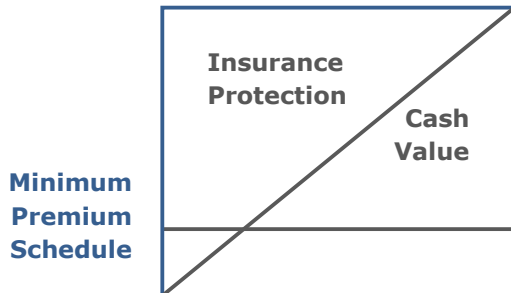 Insurance
Protection
Cash
Value
Minimum
Premium
Schedule